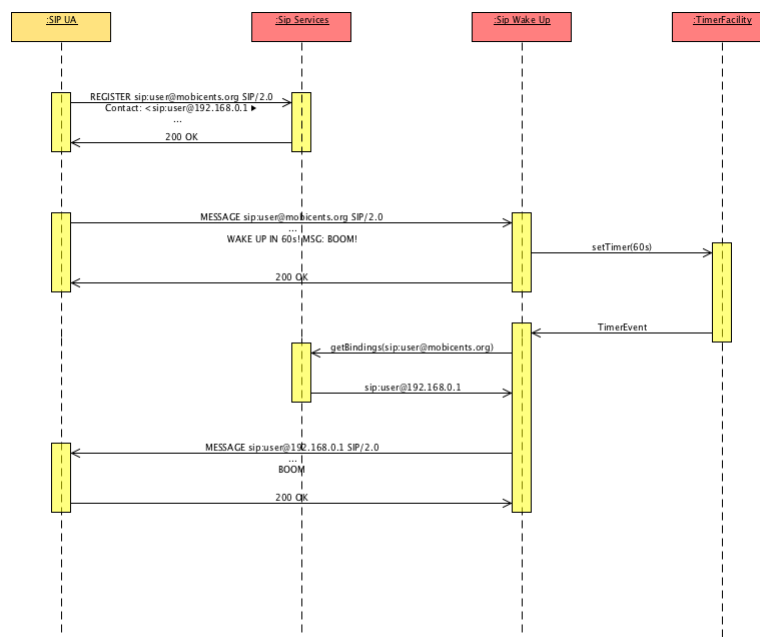 :SIP UA
:Sip Services
:Sip Wake Up
:TimerFacility
REGISTER sip:user@mobicents.org SIP/2.0
Contact: <sip:user@192.168.0.1>
...
200 OK
MESSAGE sip:user@mobicents.org SIP/2.0
...
WAKE UP IN 60s! MSG: BOOM!
setTimer(60s)
200 OK
TimerEvent
getBindings(sip:user@mobicents.org)
sip:user@192.168.0.1
MESSAGE sip:user@192.168.0.1 SIP/2.0
...
BOOM
200 OK